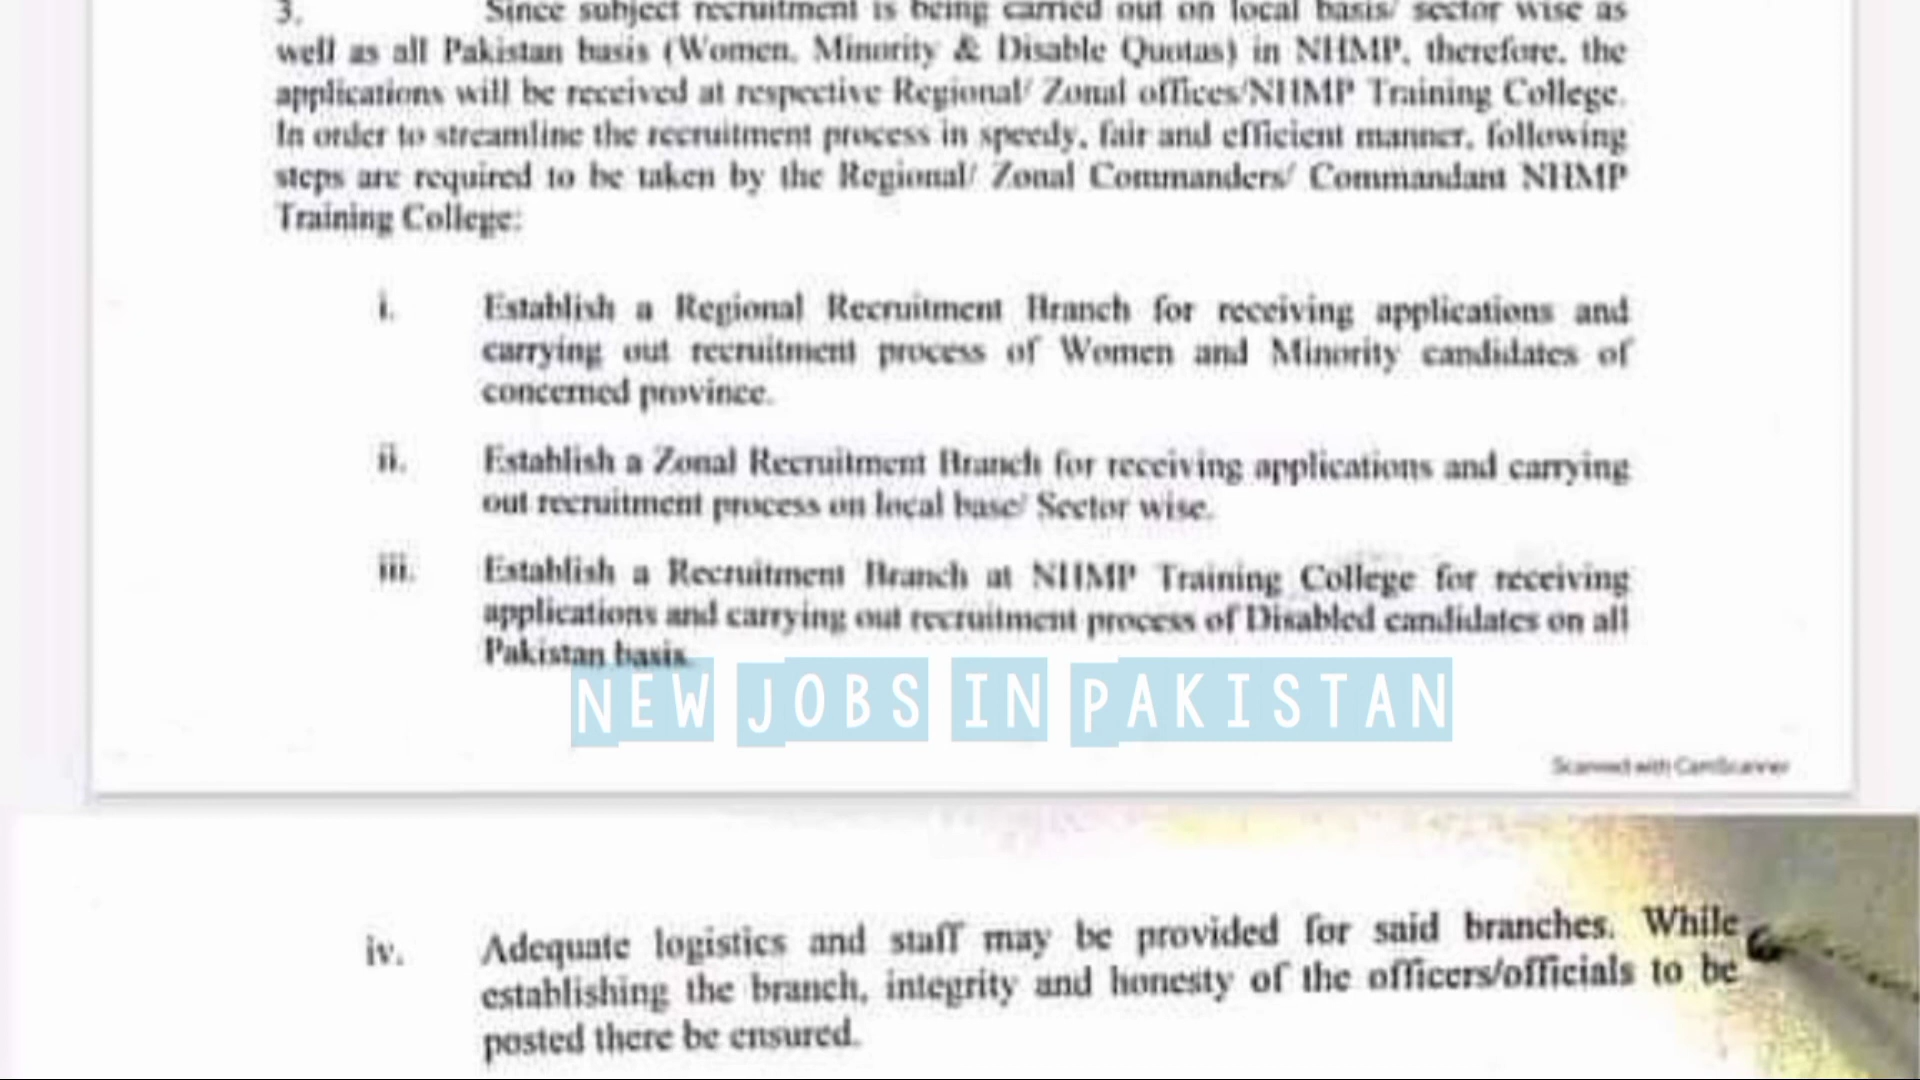 3. Since subject recruitment is being carried out on local basis/ sector wise as
well as all Pakistan basis (Women, Minority & Disable Quotas) in NHMP, therefore, the
applications will be received at respective Regional/ Zonal offices/NHMP Training College.
In order to streamline the recruitment process in speedy, fair and efficient manner, following
steps are required to be taken by the Regional/ Zonal Commanders/ Commandant NHMP
Training College:
i. Establish a Regional Recruitment Branch for receiving applications and
carrying out recruitment process of Women and Minority candidates of
concerned province.
ii. Establish a Zonal Recruitment Branch for receiving applications and carrying
out recruitment process on local base/ Sector wise.
iii. Establish a Recruitment Branch at NHMP Training College for receiving
applications and carrying out recruitment process of Disabled candidates on all
Pakistan basis.
NEW JOBS IN PAKISTAN
Scanned with CamScanner
iv. Adequate logistics and staff may be provided for said branches. While
establishing the branch, integrity and honesty of the officers/officials to be
posted there be ensured.